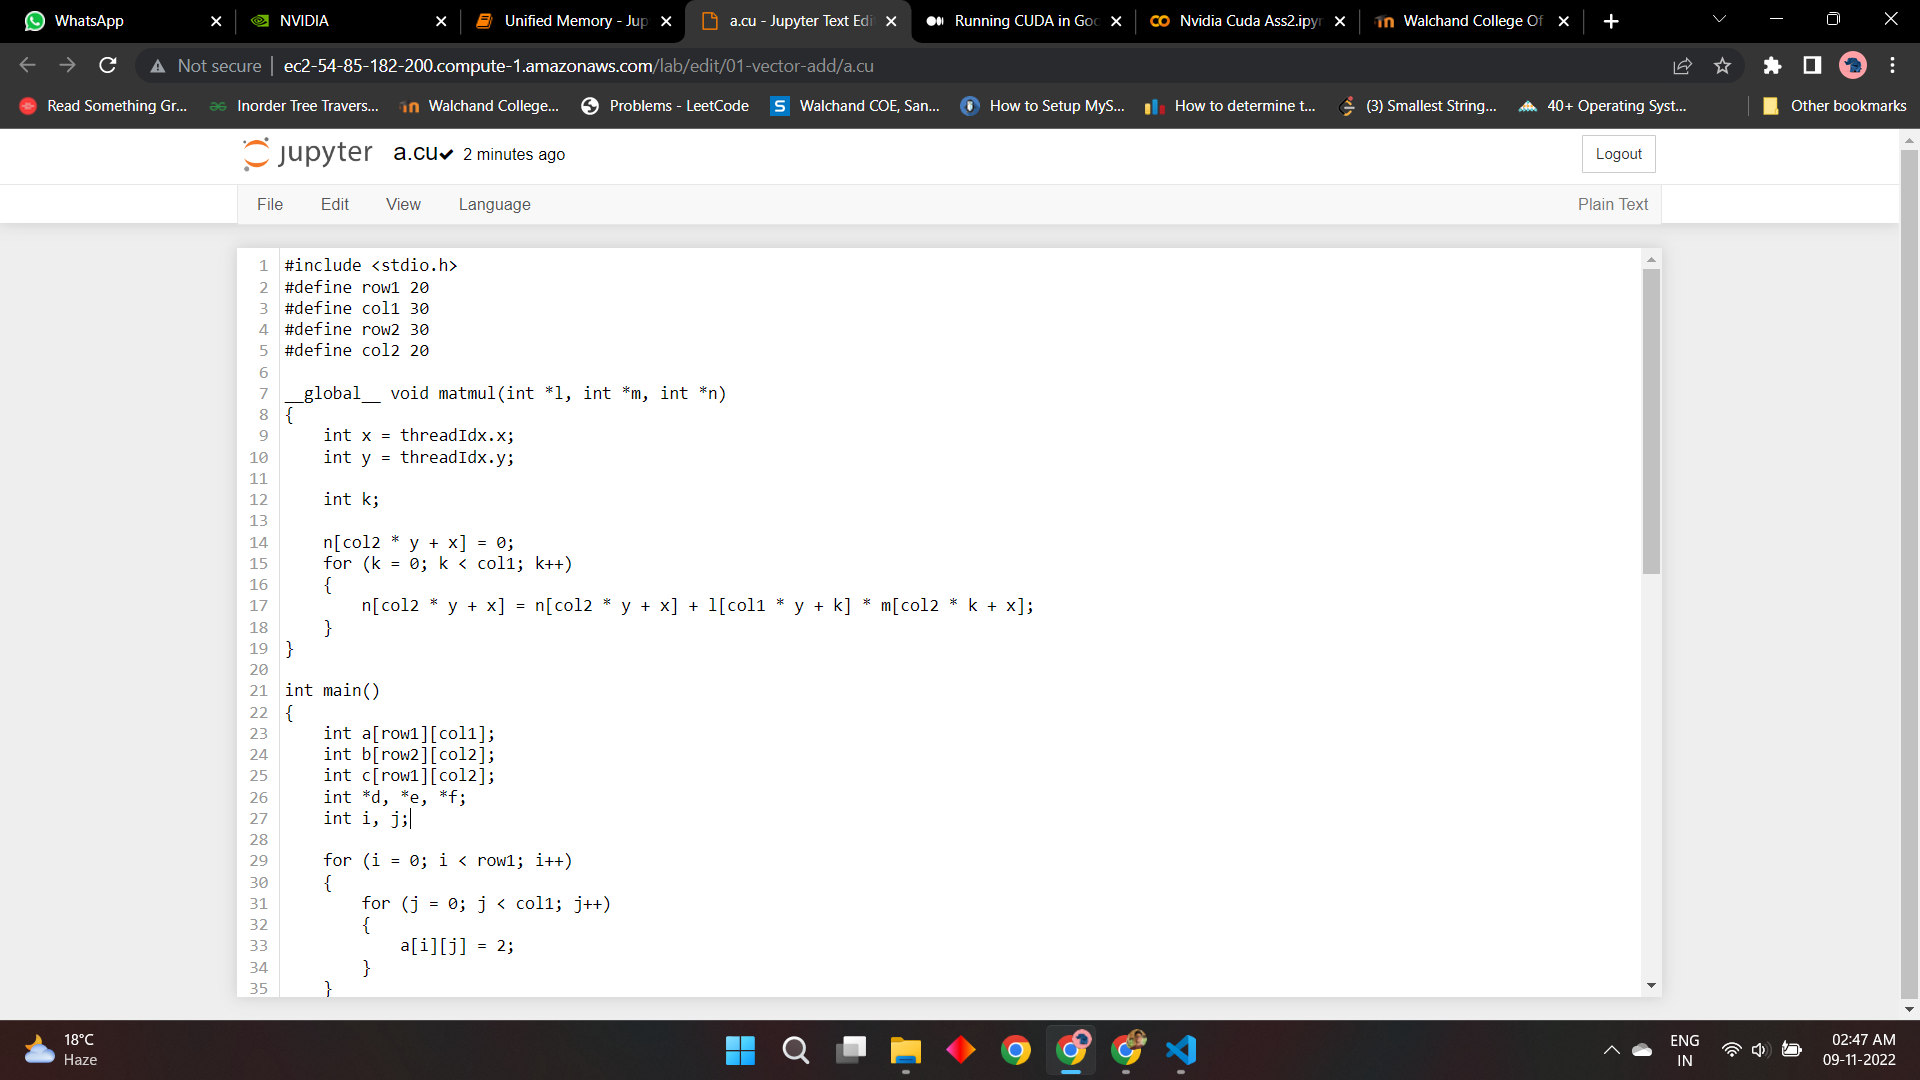 WhatsApp
NVIDIA
Unified Memory - Jup
a.cu - Jupyter Text Edi
Running CUDA in Goo
Nvidia Cuda Ass2.ipyn
Walchand College Of
Not secure | ec2-54-85-182-200.compute-1.amazonaws.com/lab/edit/01-vector-add/a.cu
Read Something Gr...
Inorder Tree Travers...
Walchand College...
Problems - LeetCode
Walchand COE, San...
How to Setup MyS...
How to determine t...
(3) Smallest String...
40+ Operating Syst...
Other bookmarks
jupyter a.cu 2 minutes ago
Logout
File Edit View Language
Plain Text
1 #include <stdio.h>
2 #define row1 20
3 #define col1 30
4 #define row2 30
5 #define col2 20
6
7 __global__ void matmul(int *l, int *m, int *n)
8 {
9     int x = threadIdx.x;
10     int y = threadIdx.y;
11
12     int k;
13
14     n[col2 * y + x] = 0;
15     for (k = 0; k < col1; k++)
16     {
17         n[col2 * y + x] = n[col2 * y + x] + l[col1 * y + k] * m[col2 * k + x];
18     }
19 }
20
21 int main()
22 {
23     int a[row1][col1];
24     int b[row2][col2];
25     int c[row1][col2];
26     int *d, *e, *f;
27     int i, j;
28
29     for (i = 0; i < row1; i++)
30     {
31         for (j = 0; j < col1; j++)
32         {
33             a[i][j] = 2;
34         }
35     }
18°C
Haze
ENG
IN
02:47 AM
09-11-2022